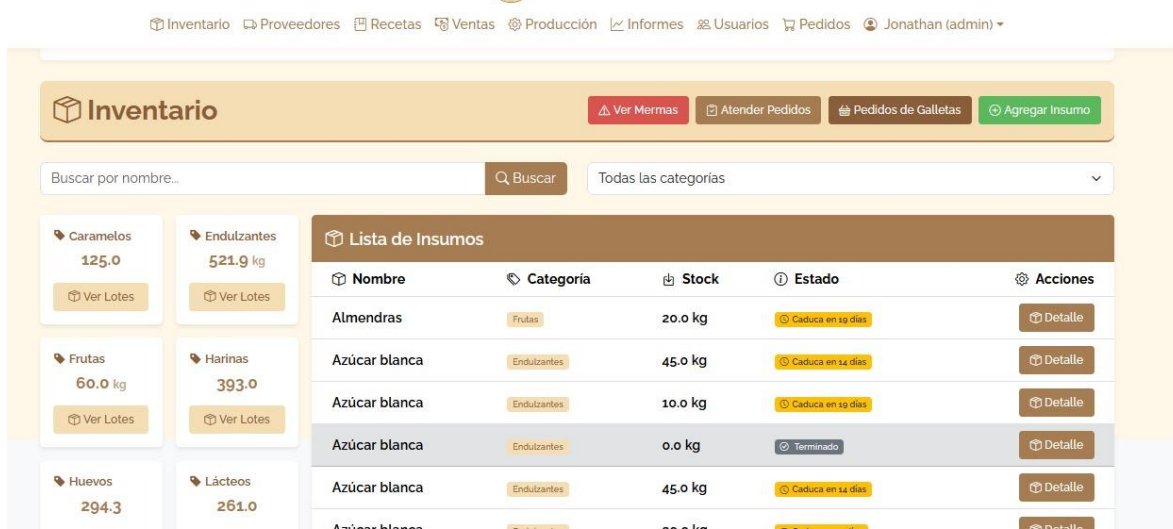 Inventario Proveedores Recetas Ventas Producción Informes Usuarios Pedidos Jonathan (admin)
Inventario
Ver Mermas Atender Pedidos Pedidos de Galletas Agregar Insumo
Buscar por nombre... Buscar Todas las categorías
Caramelos
125.0
Ver Lotes
Endulzantes
521.9 kg
Ver Lotes
Frutas
60.0 kg
Ver Lotes
Harinas
393.0
Ver Lotes
Huevos
294.3
Lácteos
261.0
Lista de Insumos
Nombre Categoría Stock Estado Acciones
Almendras Frutas 20.0 kg Caduca en 19 días Detalle
Azúcar blanca Endulzantes 45.0 kg Caduca en 14 días Detalle
Azúcar blanca Endulzantes 10.0 kg Caduca en 19 días Detalle
Azúcar blanca Endulzantes 0.0 kg Terminado Detalle
Azúcar blanca Endulzantes 45.0 kg Caduca en 14 días Detalle
Azúcar blanca